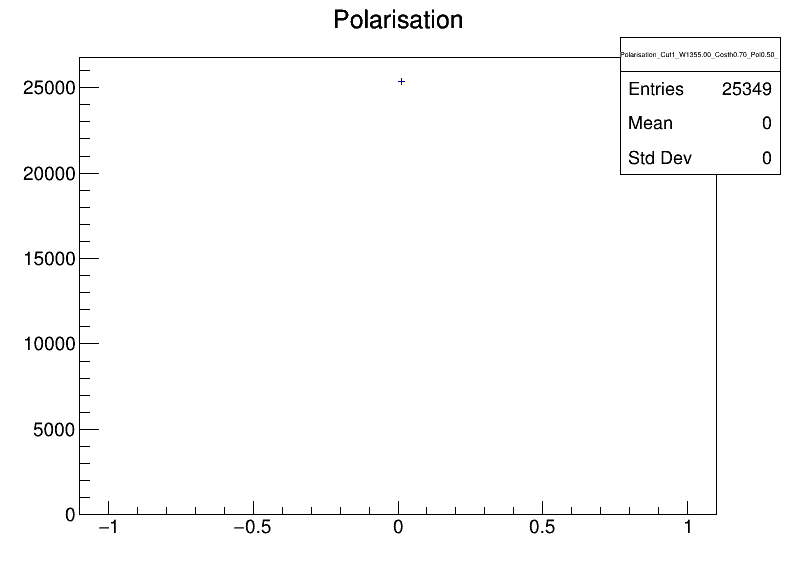 Polarisation
Polarisation_Cut1_W1355.00_Costh0.70_Pol0.50_
Entries 25349
Mean 0
Std Dev 0
25000
20000
15000
10000
5000
0
−1 −0.5 0 0.5 1